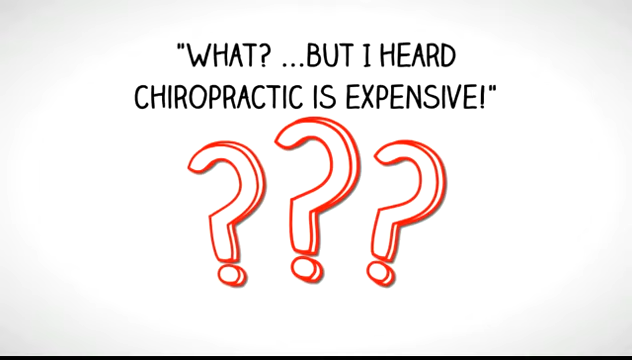 "WHAT? ...BUT I HEARD
CHIROPRACTIC IS EXPENSIVE!"
???